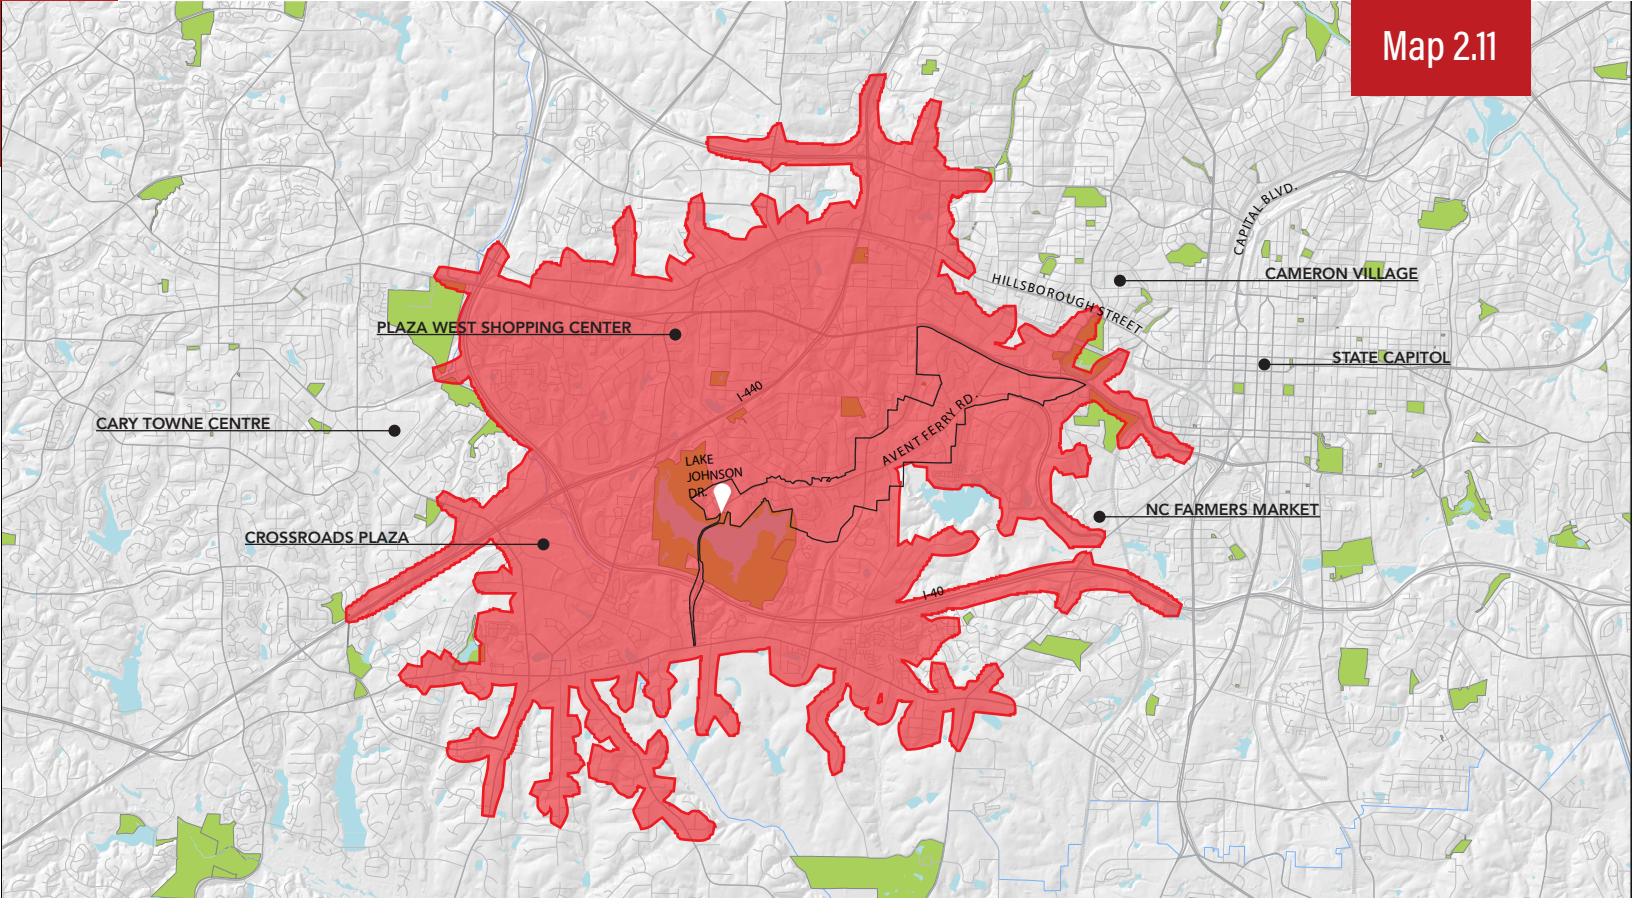 Map 2.11
CAPITAL BLVD.
CAMERON VILLAGE
HILLSBOROUGH STREET
PLAZA WEST SHOPPING CENTER
STATE CAPITOL
I-440
CARY TOWNE CENTRE
AVENT FERRY RD.
LAKE
JOHNSON
DR.
NC FARMERS MARKET
CROSSROADS PLAZA
I-40